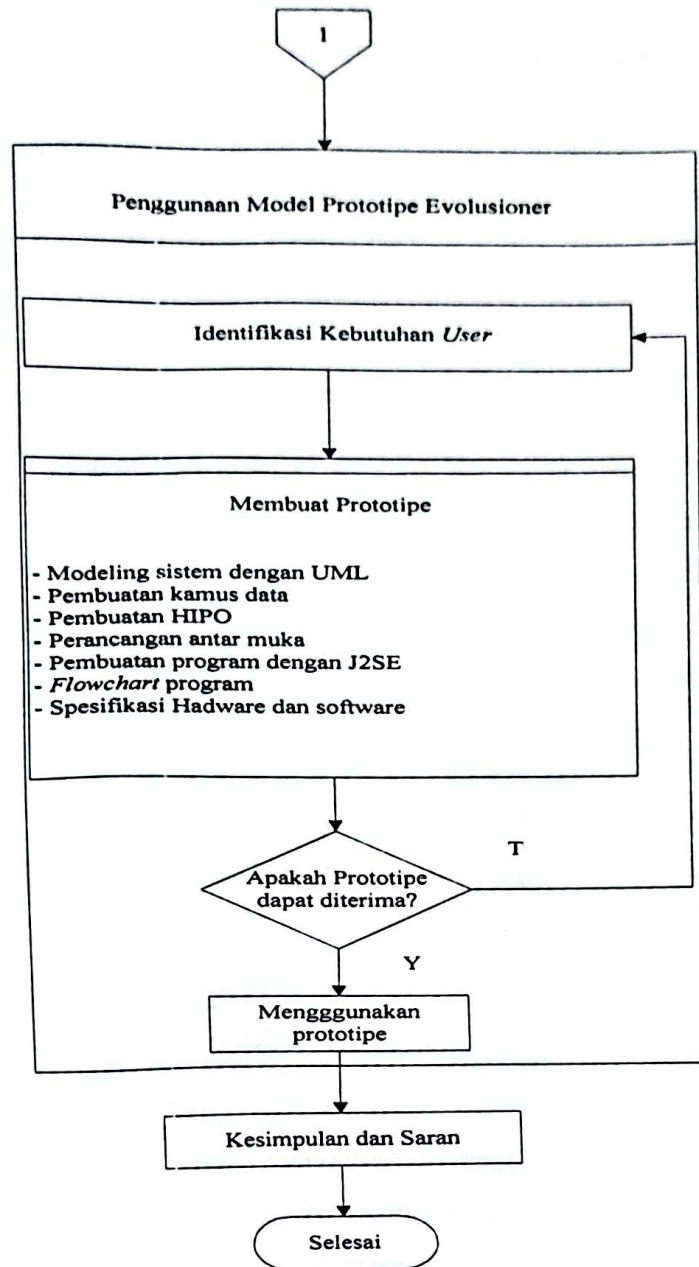 1
Penggunaan Model Prototipe Evolusioner
Identifikasi Kebutuhan User
Membuat Prototipe
- Modeling sistem dengan UML
- Pembuatan kamus data
- Pembuatan HIPO
- Perancangan antar muka
- Pembuatan program dengan J2SE
- Flowchart program
- Spesifikasi Hadware dan software
T
Apakah Prototipe
dapat diterima?
Y
Mengggunakan
prototipe
Kesimpulan dan Saran
Selesai